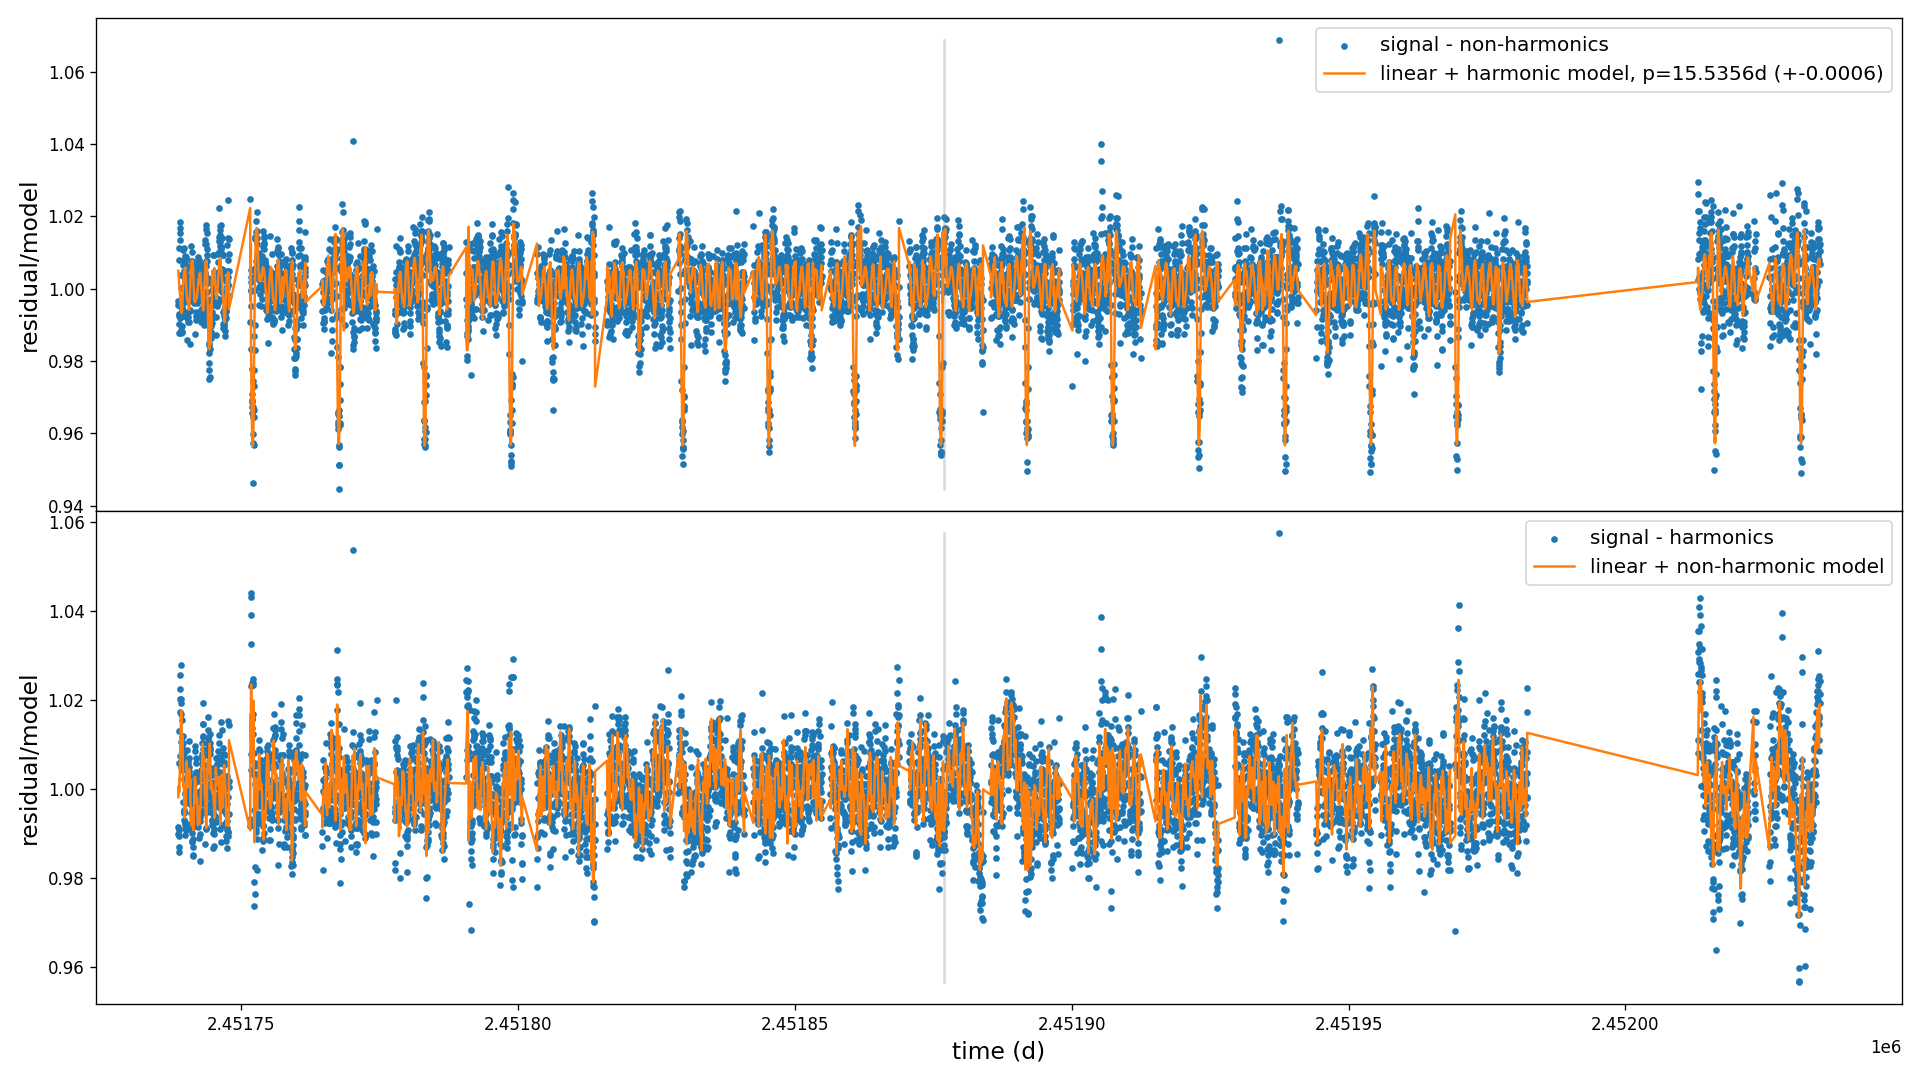 signal - non-harmonics
linear + harmonic model, p=15.5356d (+-0.0006)
residual/model
1.06
1.04
1.02
1.00
0.98
0.96
0.94
signal - harmonics
linear + non-harmonic model
residual/model
1.06
1.04
1.02
1.00
0.98
0.96
2.45175
2.45180
2.45185
2.45190
2.45195
2.45200
time (d)
1e6